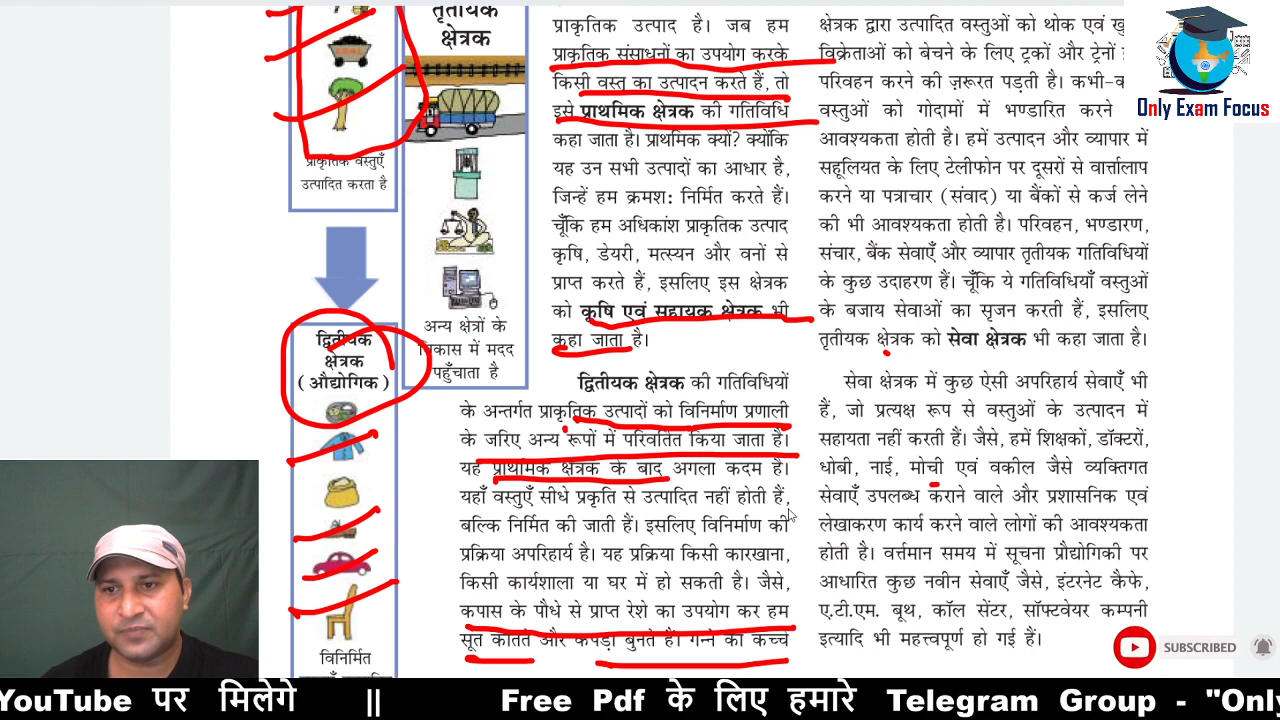 प्राकृतिक वस्तुएँ
उत्पादित करता है
द्वितीयक
क्षेत्रक
( औद्योगिक )
विनिर्मित
तृतीयक
क्षेत्रक
अन्य क्षेत्रों के
विकास में मदद
पहुँचाता है
प्राकृतिक उत्पाद है। जब हम
प्राकृतिक संसाधनों का उपयोग करके
किसी वस्तु का उत्पादन करते हैं, तो
इसे प्राथमिक क्षेत्रक की गतिविधि
कहा जाता है। प्राथमिक क्यों? क्योंकि
यह उन सभी उत्पादों का आधार है,
जिन्हें हम क्रमश: निर्मित करते हैं।
चूँकि हम अधिकांश प्राकृतिक उत्पाद
कृषि, डेयरी, मत्स्यन और वनों से
प्राप्त करते हैं, इसलिए इस क्षेत्रक
को कृषि एवं सहायक क्षेत्रक भी
कहा जाता है।
द्वितीयक क्षेत्रक की गतिविधियों
के अन्तर्गत प्राकृतिक उत्पादों को विनिर्माण प्रणाली
के जरिए अन्य रूपों में परिवर्तित किया जाता है।
यह प्राथमिक क्षेत्रक के बाद अगला कदम है।
यहाँ वस्तुएँ सीधे प्रकृति से उत्पादित नहीं होती हैं,
बल्कि निर्मित की जाती हैं। इसलिए विनिर्माण की
प्रक्रिया अपरिहार्य है। यह प्रक्रिया किसी कारखाना,
किसी कार्यशाला या घर में हो सकती है। जैसे,
कपास के पौधे से प्राप्त रेशे का उपयोग कर हम
सूत कातते और कपड़ा बुनते हैं। गन्ने को कच्चे
क्षेत्रक द्वारा उत्पादित वस्तुओं को थोक एवं
विक्रेताओं को बेचने के लिए ट्रकों और ट्रेनों
परिवहन करने की ज़रूरत पड़ती है।
वस्तुओं को गोदामों में भण्डारित करने
आवश्यकता होती है। हमें उत्पादन और व्यापार में
सहूलियत के लिए टेलीफोन पर दूसरों से वार्त्तालाप
करने या पत्राचार (संवाद) या बैंकों से कर्ज लेने
की भी आवश्यकता होती है। परिवहन, भण्डारण,
संचार, बैंक सेवाएँ और व्यापार तृतीयक गतिविधियों
के कुछ उदाहरण हैं। चूँकि ये गतिविधियाँ वस्तुओं
के बजाय सेवाओं का सृजन करती हैं, इसलिए
तृतीयक क्षेत्रक को सेवा क्षेत्रक भी कहा जाता है।
सेवा क्षेत्रक में कुछ ऐसी अपरिहार्य सेवाएँ भी
हैं, जो प्रत्यक्ष रूप से वस्तुओं के उत्पादन में
सहायता नहीं करती हैं। जैसे, हमें शिक्षकों, डॉक्टरों,
धोबी, नाई, मोची एवं वकील जैसे व्यक्तिगत
सेवाएँ उपलब्ध कराने वाले और प्रशासनिक एवं
लेखाकरण कार्य करने वाले लोगों की आवश्यकता
होती है। वर्त्तमान समय में सूचना प्रौद्योगिकी पर
आधारित कुछ नवीन सेवाएँ जैसे, इंटरनेट कैफे,
ए.टी.एम. बूथ, कॉल सेंटर, सॉफ्टवेयर कम्पनी
इत्यादि भी महत्त्वपूर्ण हो गई हैं।
Only Exam Focus
SUBSCRIBED
YouTube पर मिलेगे || Free Pdf के लिए हमारे Telegram Group - "Only